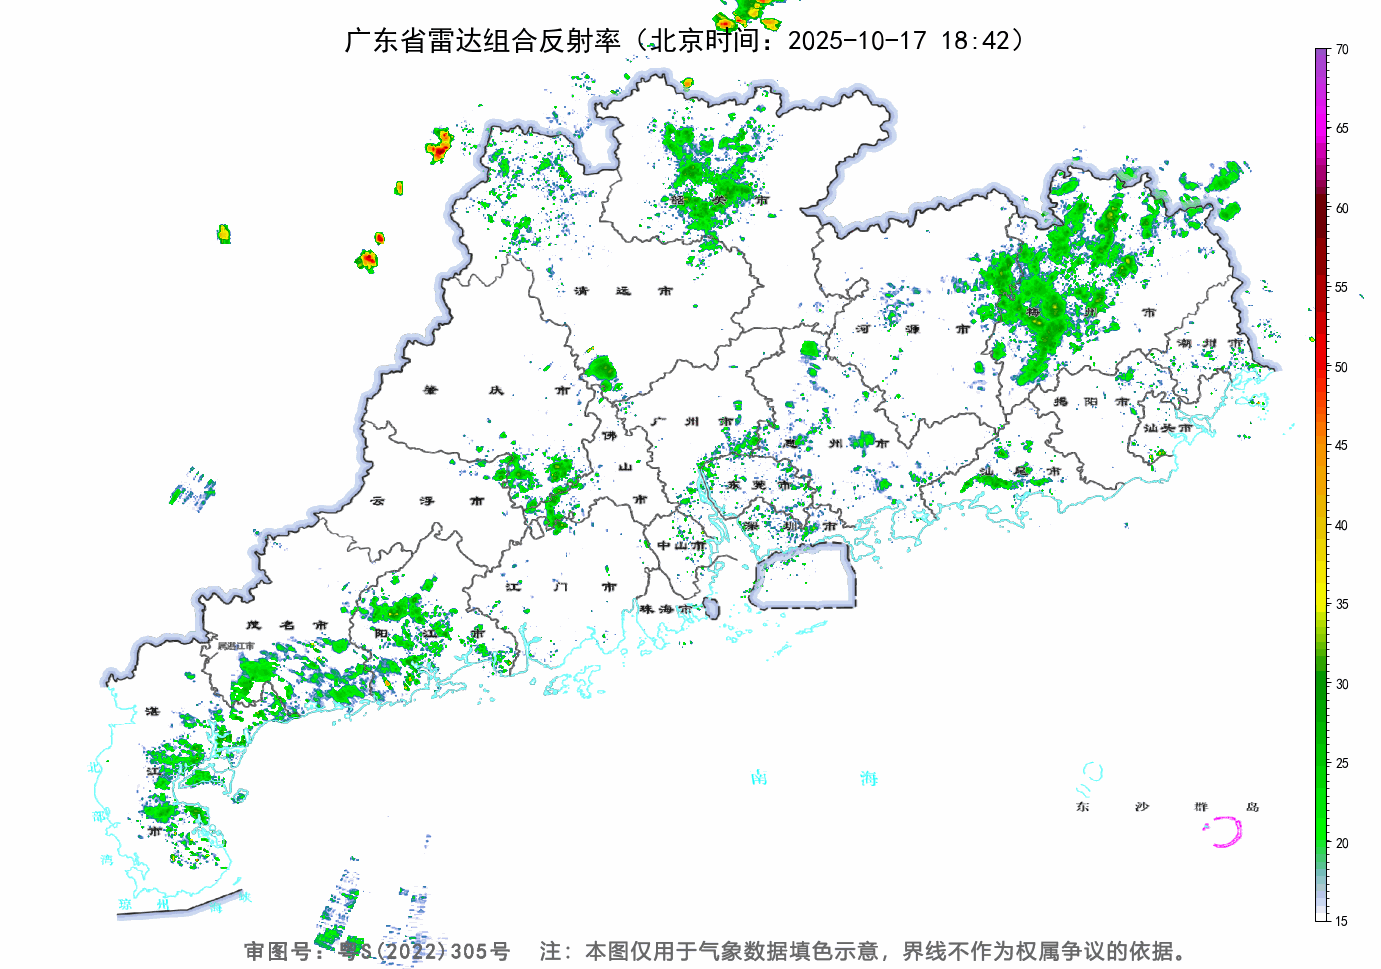 广东省雷达组合反射率（北京时间：2025-10-17 18:42）
70
65
60
55
50
45
40
35
30
25
20
15
韶关市
清远市
河源市
梅州市
潮州市
肇庆市
揭阳市
广州市
汕头市
佛山市
惠州市
汕尾市
东莞市
云浮市
深圳市
中山市
江门市
珠海市
茂名市
阳江市
属湛江市
湛江市
北部湾
琼州海峡
南海
东沙群岛
审图号：粤S(2022)305号 注：本图仅用于气象数据填色示意，界线不作为权属争议的依据。